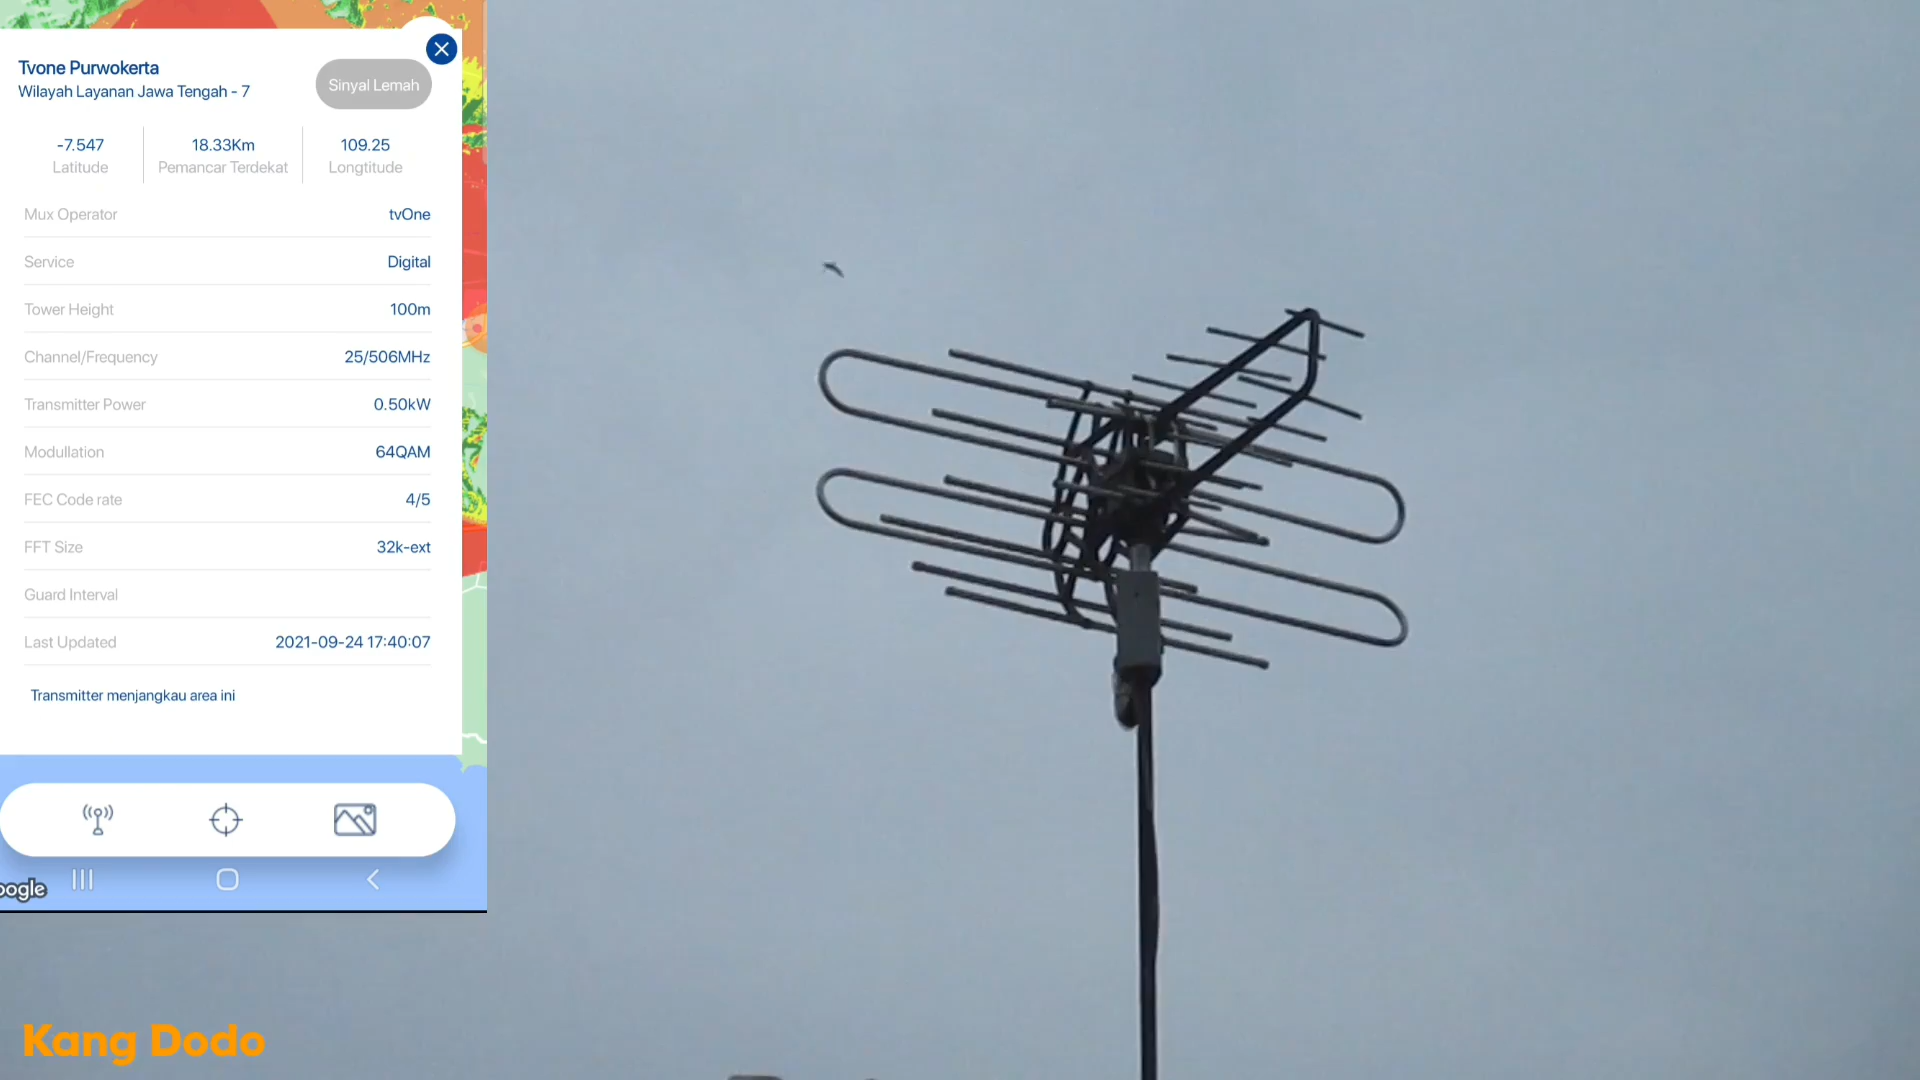 Tvone Purwokerta
Wilayah Layanan Jawa Tengah - 7
Sinyal Lemah
-7.547
Latitude
18.33Km
Pemancar Terdekat
109.25
Longtitude
Mux Operator tvOne
Service Digital
Tower Height 100m
Channel/Frequency 25/506MHz
Transmitter Power 0.50kW
Modullation 64QAM
FEC Code rate 4/5
FFT Size 32k-ext
Guard Interval
Last Updated 2021-09-24 17:40:07
Transmitter menjangkau area ini
oogle
Kang Dodo